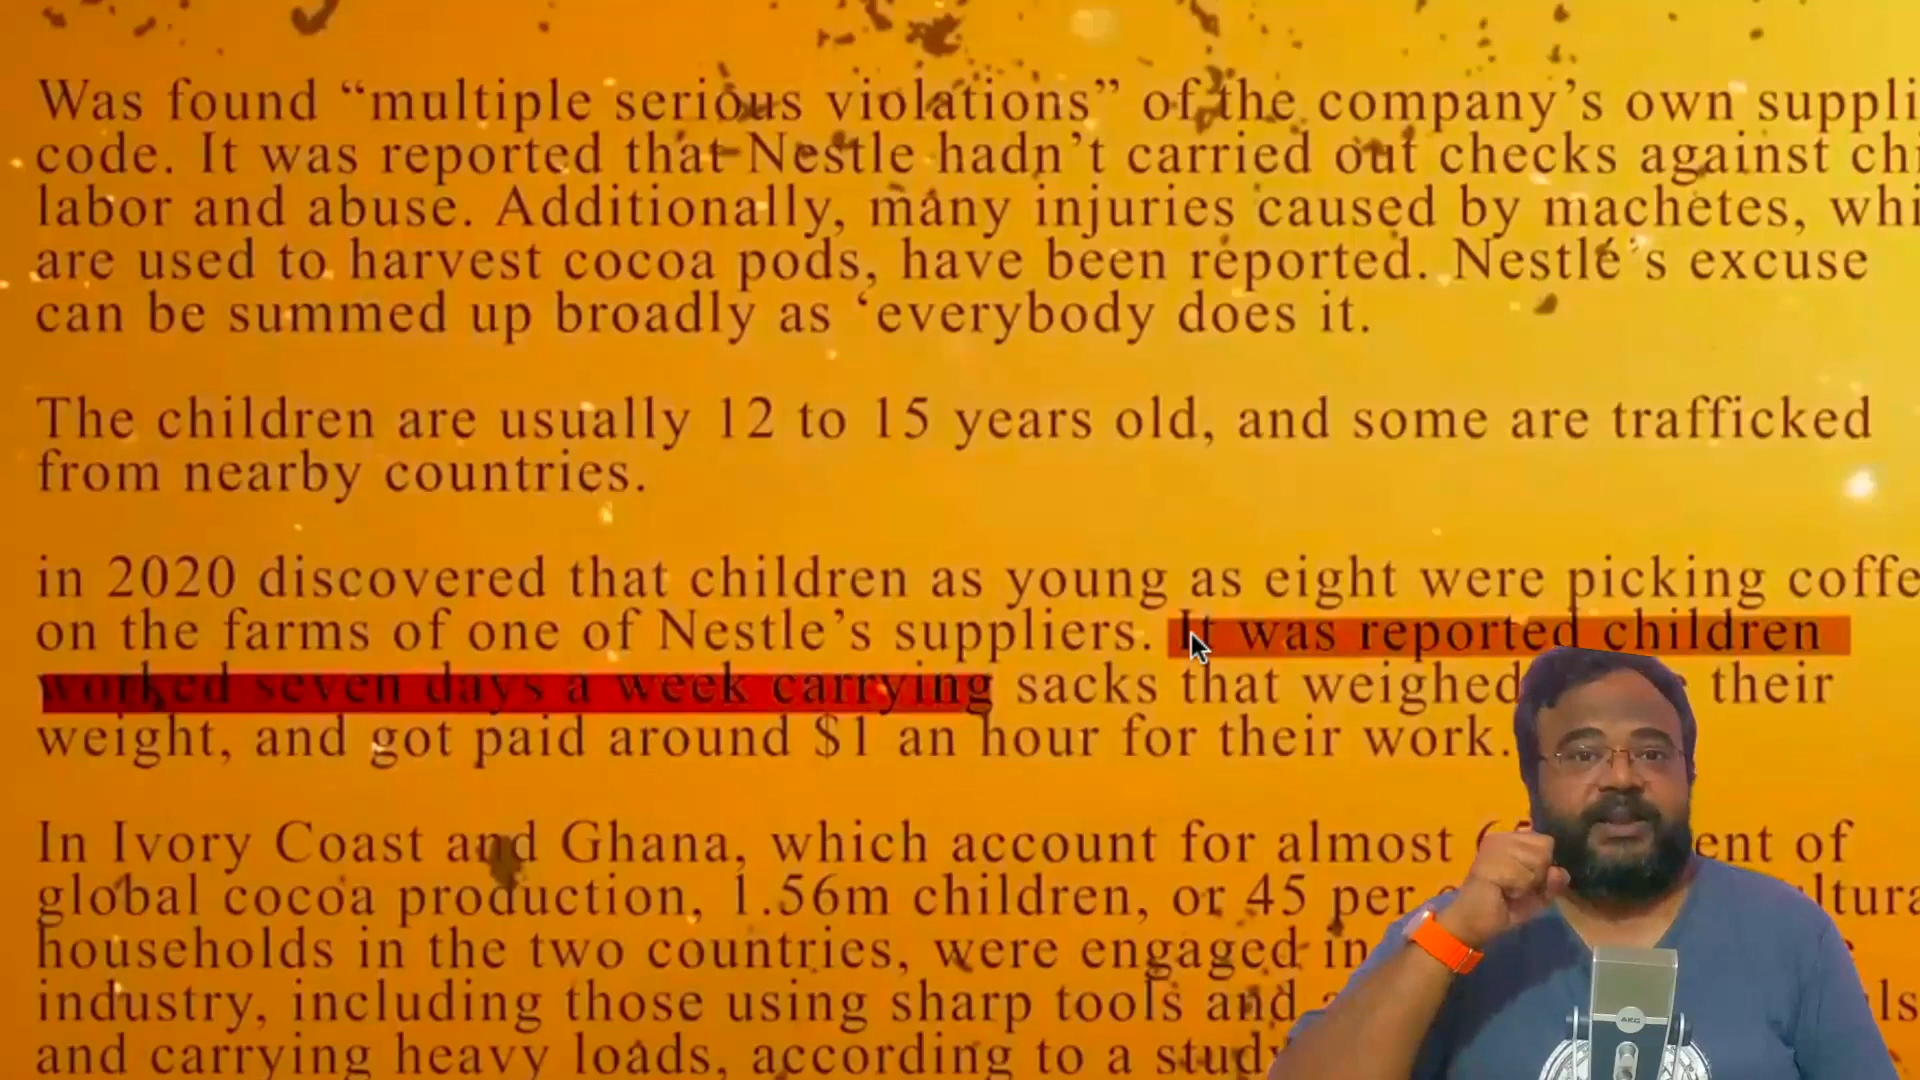 Was found “multiple serious violations” of the company’s own suppli
code. It was reported that Nestle hadn’t carried out checks against chi
labor and abuse. Additionally, many injuries caused by machetes, whi
are used to harvest cocoa pods, have been reported. Nestlé’s excuse
can be summed up broadly as ‘everybody does it.
The children are usually 12 to 15 years old, and some are trafficked
from nearby countries.
in 2020 discovered that children as young as eight were picking coffe
on the farms of one of Nestle’s suppliers. It was reported children
worked seven days a week carrying sacks that weighed their
weight, and got paid around $1 an hour for their work.
In Ivory Coast and Ghana, which account for almost ent of
global cocoa production, 1.56m children, or 45 per ltura
households in the two countries, were engaged in
industry, including those using sharp tools and ls
and carrying heavy loads, according to a study
AKG